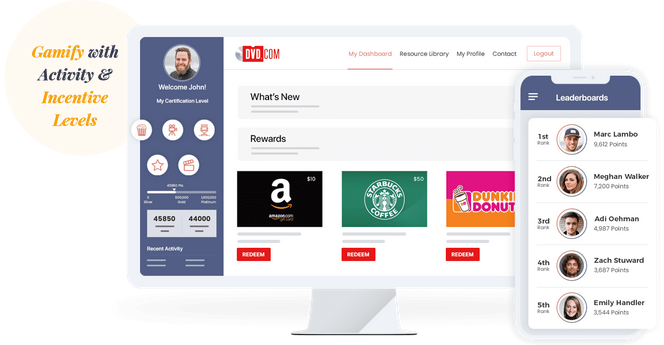 Gamify with
Activity &
Incentive
Levels
DVD.COM
My Dashboard Resource Library My Profile Contact Logout
Welcome John!
My Certification Level
45850 Pts
0
Silver
Gold
Platinum
45850 44000
Recent Activity
What's New
Rewards
$10
amazon.com
REDEEM
$50
STARBUCKS
COFFEE
REDEEM
DUNKIN'
DONUT
REDEEM
Leaderboards
1st
Rank
Marc Lambo
9,612 Points
2nd
Rank
Meghan Walker
7,200 Points
3rd
Rank
Adi Oehman
4,987 Points
4th
Rank
Zach Stuward
3,687 Points
5th
Rank
Emily Handler
3,544 Points